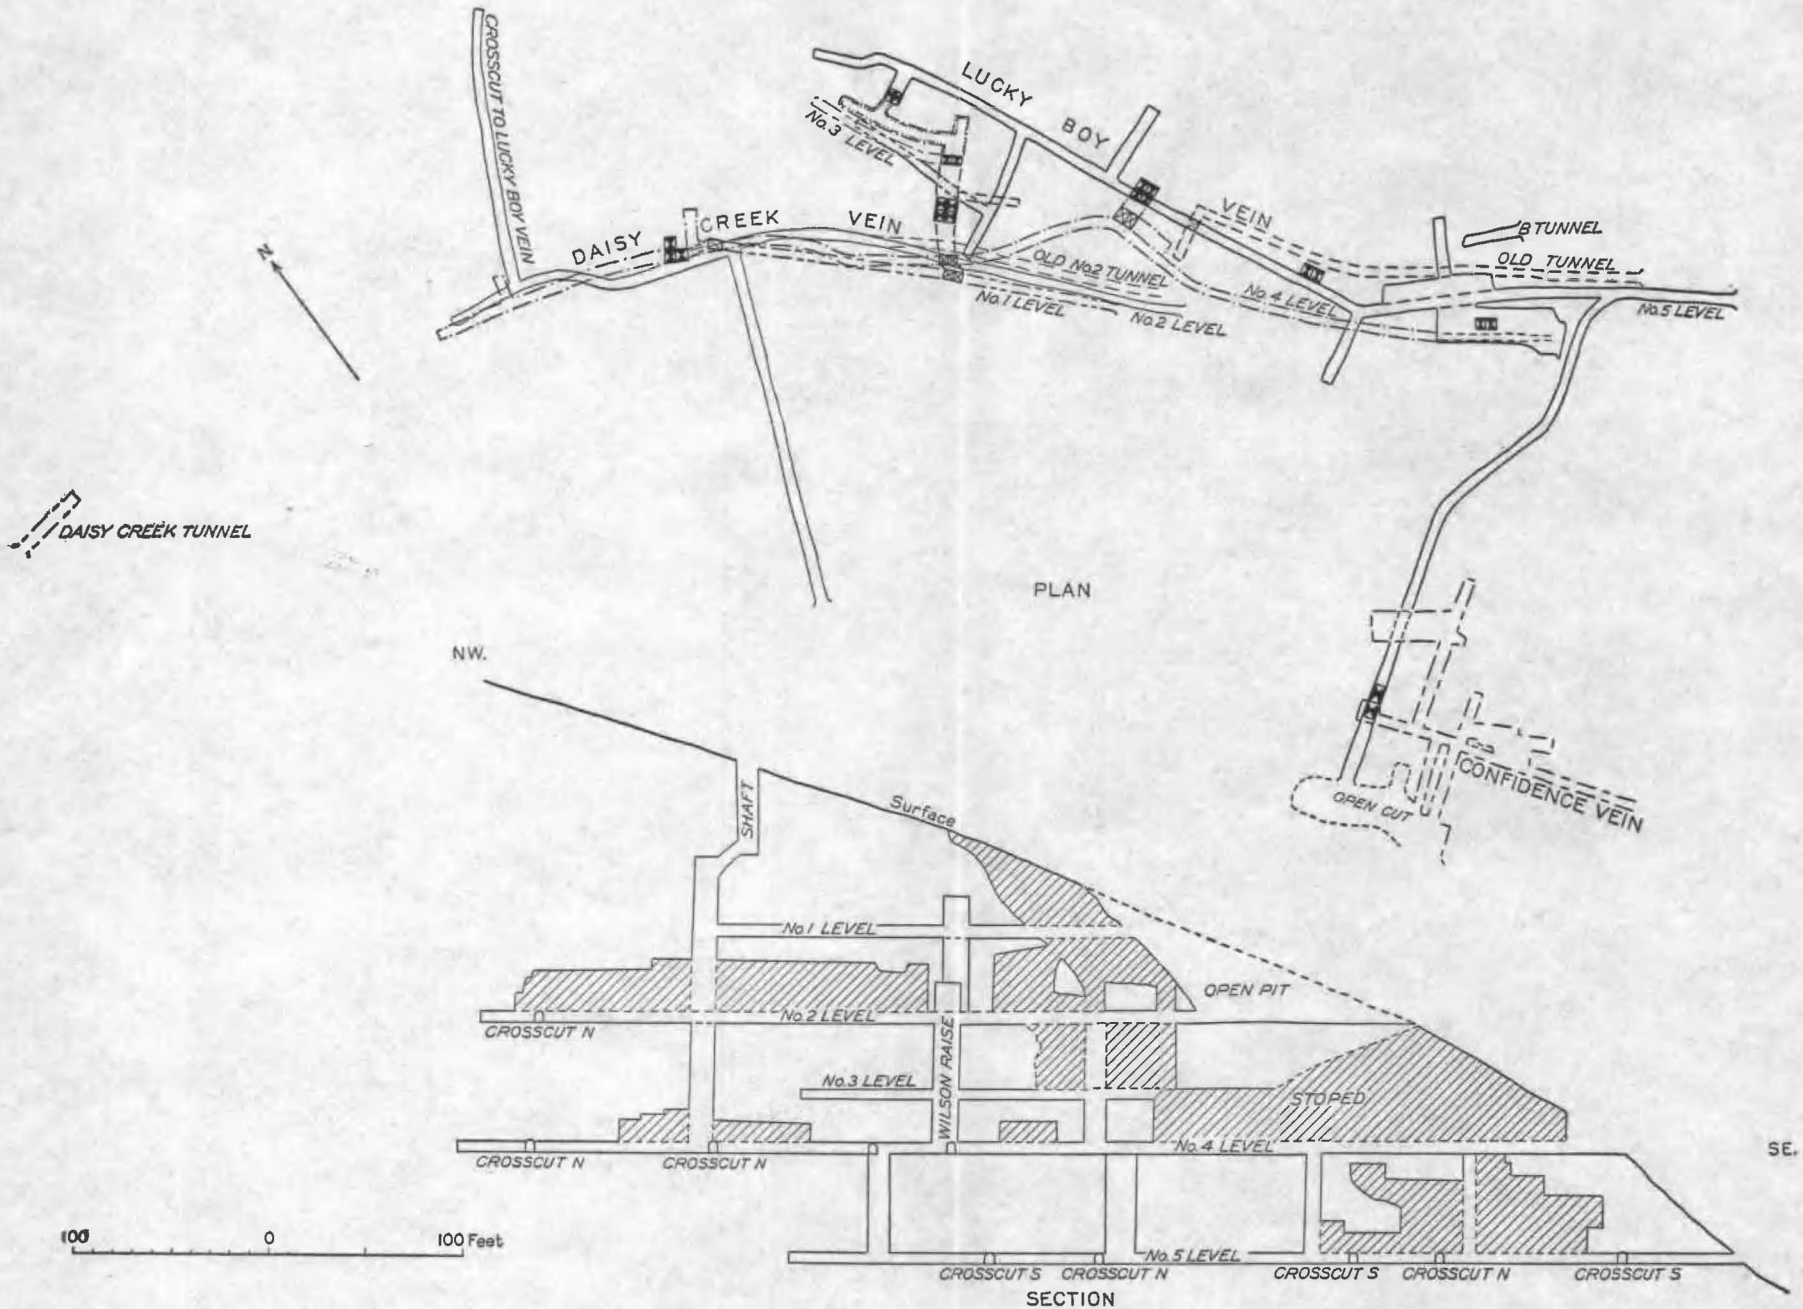 CROSSCUT TO LUCKY BOY VEIN
LUCKY
BOY
VEIN
No.3 LEVEL
DAISY
CREEK
VEIN
N
B TUNNEL
OLD TUNNEL
OLD No.2 TUNNEL
No.1 LEVEL
No.2 LEVEL
No.4 LEVEL
No.5 LEVEL
DAISY CREEK TUNNEL
PLAN
NW.
CONFIDENCE VEIN
OPEN CUT
SHAFT
Surface
No.1 LEVEL
OPEN PIT
No.2 LEVEL
CROSSCUT N
WILSON RAISE
No.3 LEVEL
STOPED
No.4 LEVEL
SE.
CROSSCUT N
CROSSCUT N
100 0 100 Feet
No.5 LEVEL
CROSSCUT S
CROSSCUT N
CROSSCUT S
CROSSCUT N
CROSSCUT S
SECTION